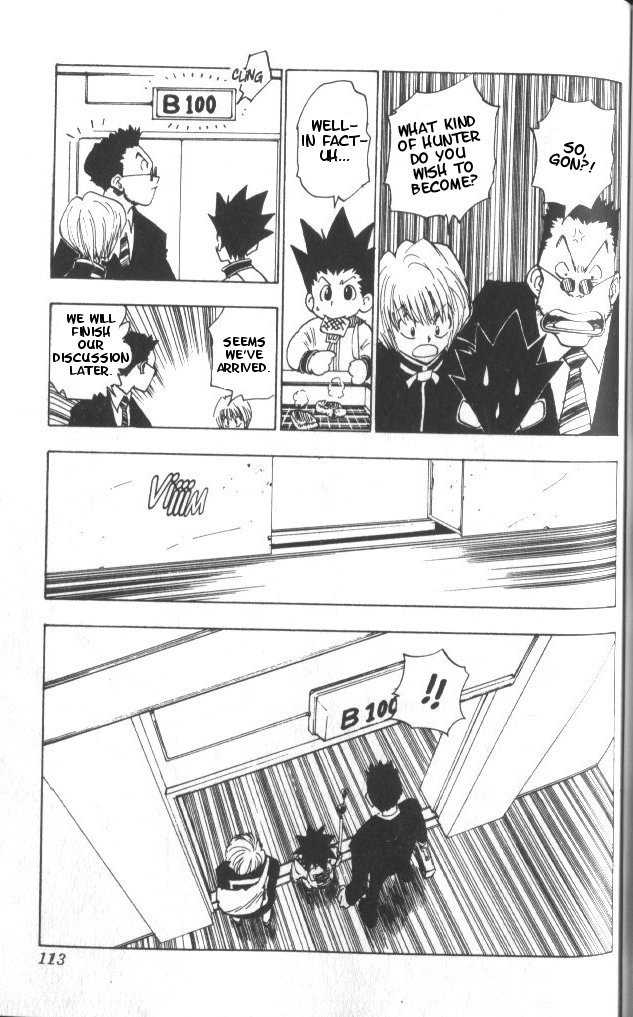 SO,
GON?!
WHAT KIND
OF HUNTER
DO YOU
WISH TO
BECOME?
WELL-
IN FACT-
UH...
CLING
B 100
SEEMS
WE'VE
ARRIVED.
WE WILL
FINISH
OUR
DISCUSSION
LATER.
Viiiim
!!
B 100
113